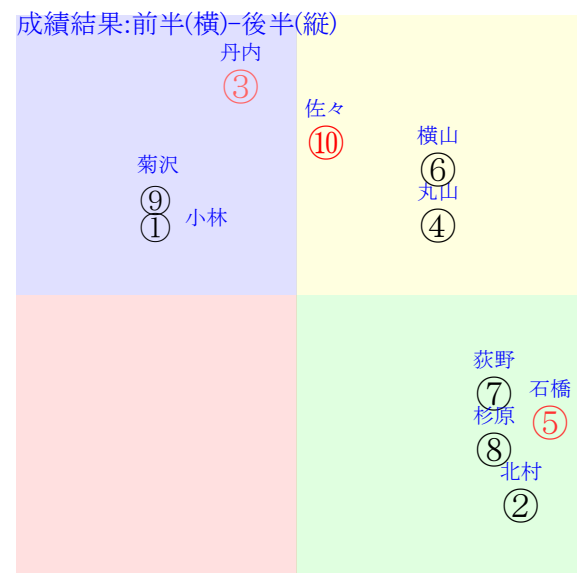 成績結果:前半(横)-後半(縦)
丹内
③
佐々
⑩
横山
⑥
菊沢
⑨
丸山
④
小林
①
荻野
⑦
石橋
⑤
杉原
⑧
北村
②